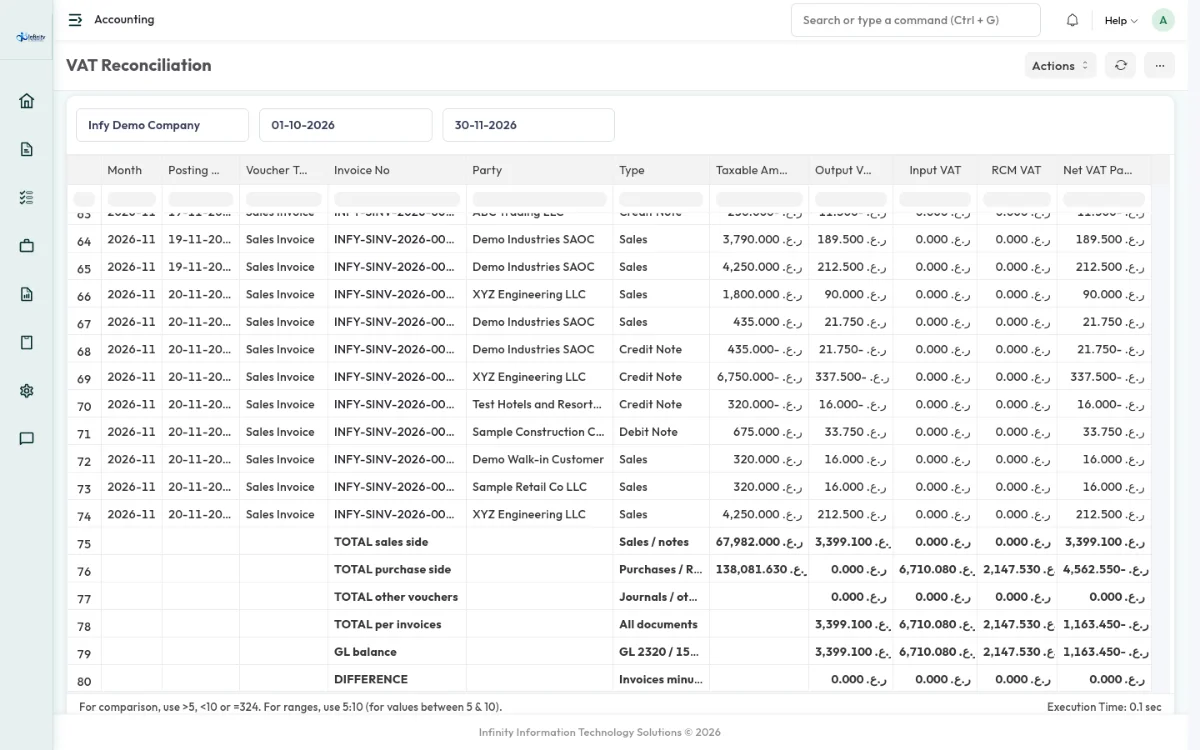 Infinity
Accounting
Search or type a command (Ctrl + G)
Help
A
VAT Reconciliation
Actions
Infy Demo Company
01-10-2026
30-11-2026
Month Posting ... Voucher T... Invoice No Party Type Taxable Am... Output V... Input VAT RCM VAT Net VAT Pa...
64 2026-11 19-11-20... Sales Invoice INFY-SINV-2026-00... Demo Industries SAOC Sales 3,790.000 ر.ع. 189.500 ر.ع. 0.000 ر.ع. 0.000 ر.ع. 189.500 ر.ع.
65 2026-11 19-11-20... Sales Invoice INFY-SINV-2026-00... Demo Industries SAOC Sales 4,250.000 ر.ع. 212.500 ر.ع. 0.000 ر.ع. 0.000 ر.ع. 212.500 ر.ع.
66 2026-11 20-11-20... Sales Invoice INFY-SINV-2026-00... XYZ Engineering LLC Sales 1,800.000 ر.ع. 90.000 ر.ع. 0.000 ر.ع. 0.000 ر.ع. 90.000 ر.ع.
67 2026-11 20-11-20... Sales Invoice INFY-SINV-2026-00... Demo Industries SAOC Sales 435.000 ر.ع. 21.750 ر.ع. 0.000 ر.ع. 0.000 ر.ع. 21.750 ر.ع.
68 2026-11 20-11-20... Sales Invoice INFY-SINV-2026-00... Demo Industries SAOC Credit Note 435.000- ر.ع. 21.750- ر.ع. 0.000 ر.ع. 0.000 ر.ع. 21.750- ر.ع.
69 2026-11 20-11-20... Sales Invoice INFY-SINV-2026-00... XYZ Engineering LLC Credit Note 6,750.000- ر.ع. 337.500- ر.ع. 0.000 ر.ع. 0.000 ر.ع. 337.500- ر.ع.
70 2026-11 20-11-20... Sales Invoice INFY-SINV-2026-00... Test Hotels and Resort... Credit Note 320.000- ر.ع. 16.000- ر.ع. 0.000 ر.ع. 0.000 ر.ع. 16.000- ر.ع.
71 2026-11 20-11-20... Sales Invoice INFY-SINV-2026-00... Sample Construction C... Debit Note 675.000 ر.ع. 33.750 ر.ع. 0.000 ر.ع. 0.000 ر.ع. 33.750 ر.ع.
72 2026-11 20-11-20... Sales Invoice INFY-SINV-2026-00... Demo Walk-in Customer Sales 320.000 ر.ع. 16.000 ر.ع. 0.000 ر.ع. 0.000 ر.ع. 16.000 ر.ع.
73 2026-11 20-11-20... Sales Invoice INFY-SINV-2026-00... Sample Retail Co LLC Sales 320.000 ر.ع. 16.000 ر.ع. 0.000 ر.ع. 0.000 ر.ع. 16.000 ر.ع.
74 2026-11 20-11-20... Sales Invoice INFY-SINV-2026-00... XYZ Engineering LLC Sales 4,250.000 ر.ع. 212.500 ر.ع. 0.000 ر.ع. 0.000 ر.ع. 212.500 ر.ع.
75 TOTAL sales side Sales / notes 67,982.000 ر.ع. 3,399.100 ر.ع. 0.000 ر.ع. 0.000 ر.ع. 3,399.100 ر.ع.
76 TOTAL purchase side Purchases / R... 138,081.630 ر.ع. 0.000 ر.ع. 6,710.080 ر.ع. 2,147.530 ر.ع. 4,562.550- ر.ع.
77 TOTAL other vouchers Journals / ot... 0.000 ر.ع. 0.000 ر.ع. 0.000 ر.ع. 0.000 ر.ع.
78 TOTAL per invoices All documents 3,399.100 ر.ع. 6,710.080 ر.ع. 2,147.530 ر.ع. 1,163.450- ر.ع.
79 GL balance GL 2320 / 15... 3,399.100 ر.ع. 6,710.080 ر.ع. 2,147.530 ر.ع. 1,163.450- ر.ع.
80 DIFFERENCE Invoices minu... 0.000 ر.ع. 0.000 ر.ع. 0.000 ر.ع. 0.000 ر.ع.
For comparison, use >5, <10 or =324. For ranges, use 5:10 (for values between 5 & 10).
Execution Time: 0.1 sec
Infinity Information Technology Solutions © 2026